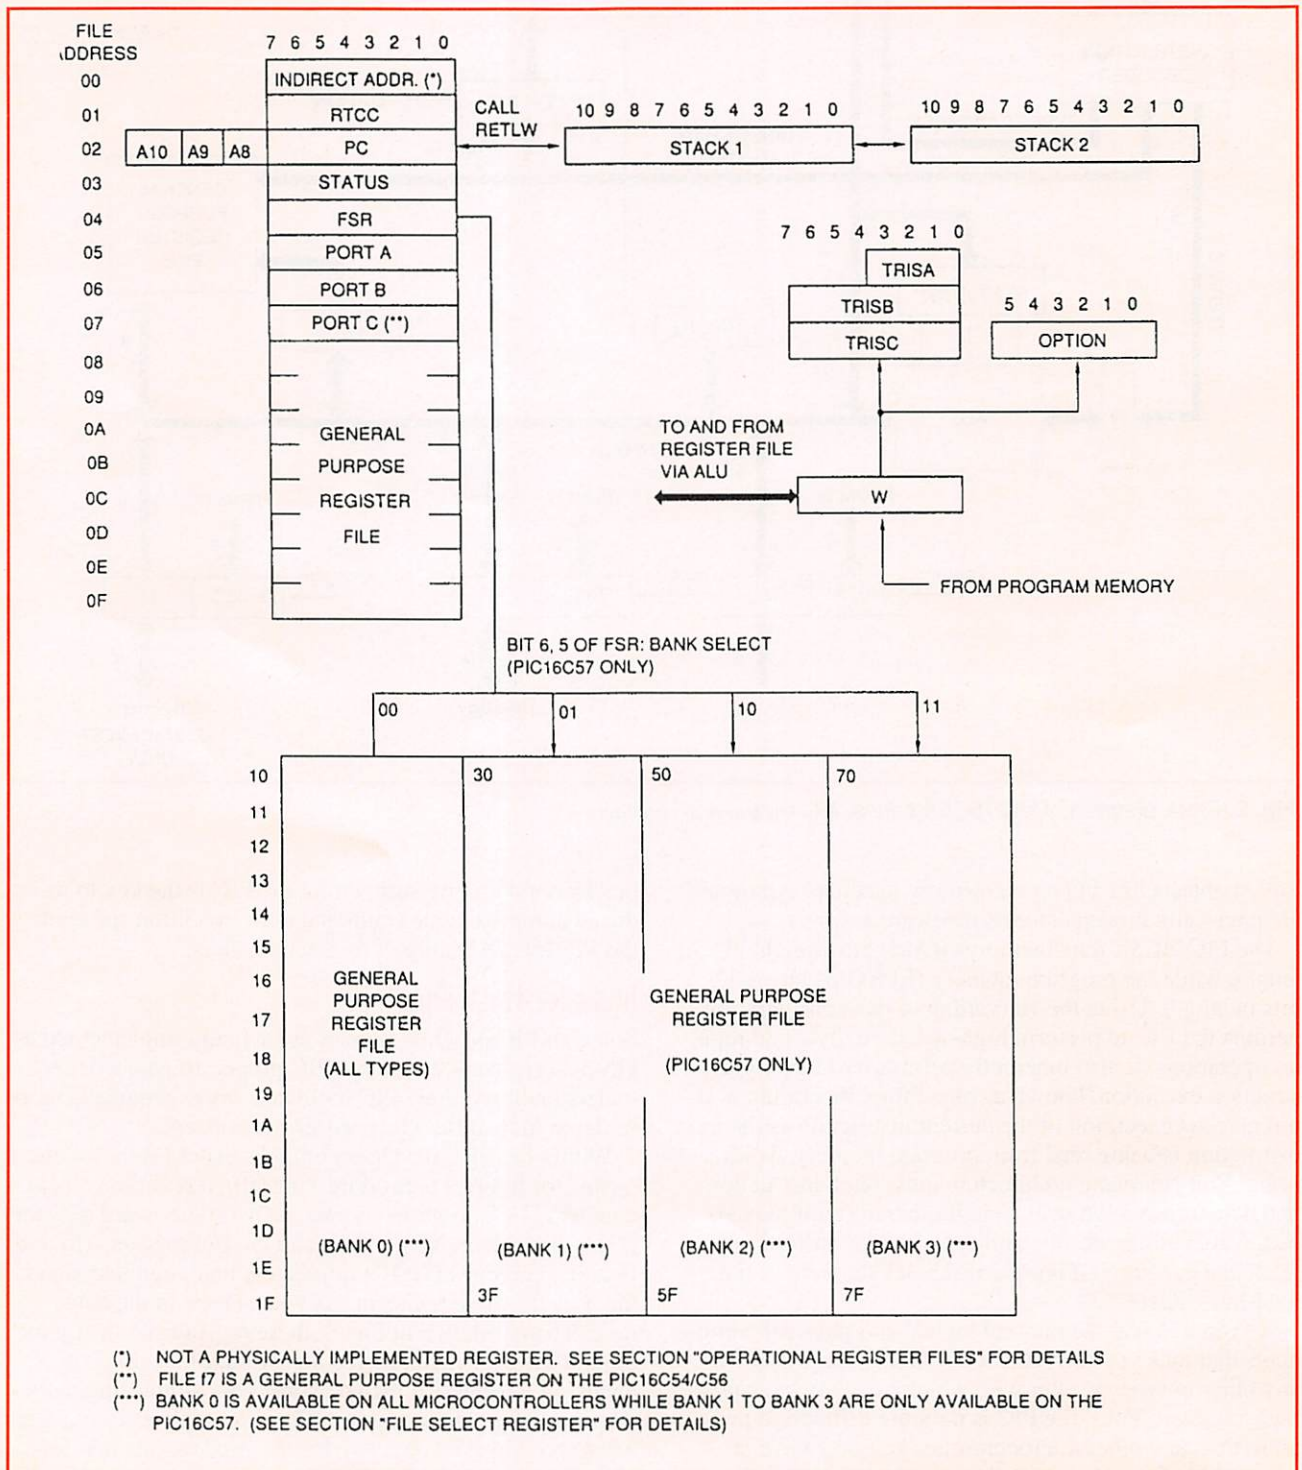 FILE
ADDRESS
7 6 5 4 3 2 1 0
00
INDIRECT ADDR. (*)
01
RTCC
CALL
RETLW
10 9 8 7 6 5 4 3 2 1 0
10 9 8 7 6 5 4 3 2 1 0
02
A10
A9
A8
PC
STACK 1
STACK 2
03
STATUS
04
FSR
05
PORT A
06
PORT B
07
PORT C (**)
7 6 5 4 3 2 1 0
TRISA
TRISB
TRISC
5 4 3 2 1 0
OPTION
08
09
0A
0B
0C
0D
0E
0F
GENERAL
PURPOSE
REGISTER
FILE
TO AND FROM
REGISTER FILE
VIA ALU
W
FROM PROGRAM MEMORY
BIT 6, 5 OF FSR: BANK SELECT
(PIC16C57 ONLY)
00
01
10
11
10
30
50
70
11
12
13
14
15
16
17
18
19
1A
1B
1C
1D
1E
1F
GENERAL
PURPOSE
REGISTER
FILE
(ALL TYPES)
GENERAL PURPOSE
REGISTER FILE
(PIC16C57 ONLY)
(BANK 0) (***)
(BANK 1) (***)
(BANK 2) (***)
(BANK 3) (***)
3F
5F
7F
(*) NOT A PHYSICALLY IMPLEMENTED REGISTER. SEE SECTION "OPERATIONAL REGISTER FILES" FOR DETAILS
(**) FILE f7 IS A GENERAL PURPOSE REGISTER ON THE PIC16C54/C56
(***) BANK 0 IS AVAILABLE ON ALL MICROCONTROLLERS WHILE BANK 1 TO BANK 3 ARE ONLY AVAILABLE ON THE
PIC16C57. (SEE SECTION "FILE SELECT REGISTER" FOR DETAILS)